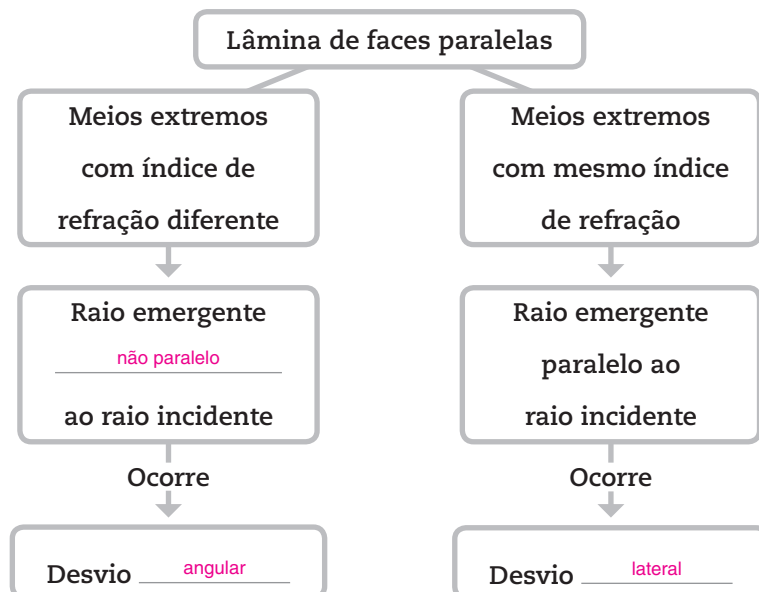 Lâmina de faces paralelas
Meios extremos
com índice de
refração diferente
Meios extremos
com mesmo índice
de refração
Raio emergente
não paralelo
ao raio incidente
Raio emergente
paralelo ao
raio incidente
Ocorre
Ocorre
Desvio angular
Desvio lateral